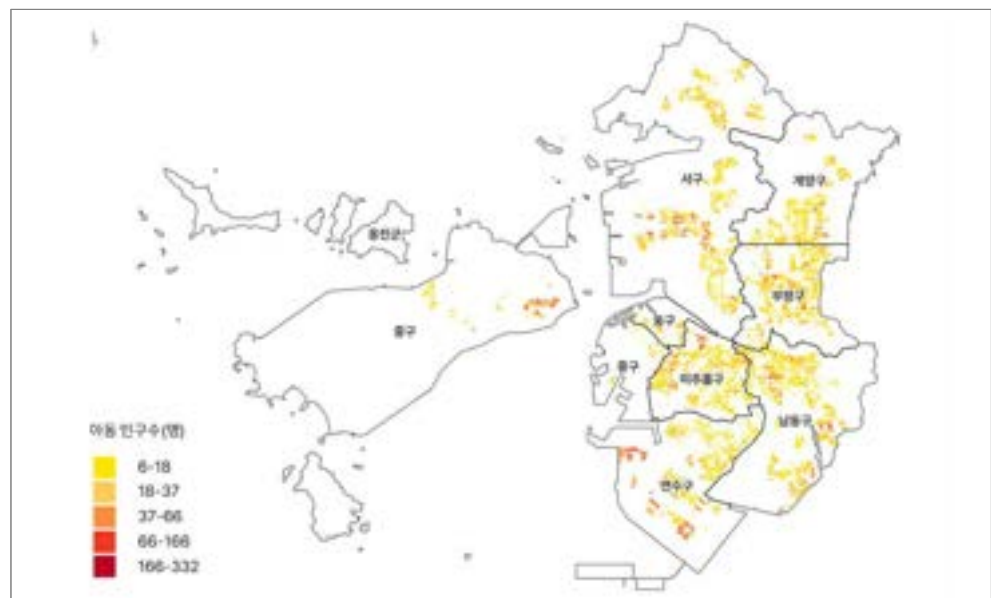 서구
계양구
옹진군
부평구
중구
동구
중구
미추홀구
남동구
연수구
아동 인구수(명)
6-18
18-37
37-66
66-166
166-332